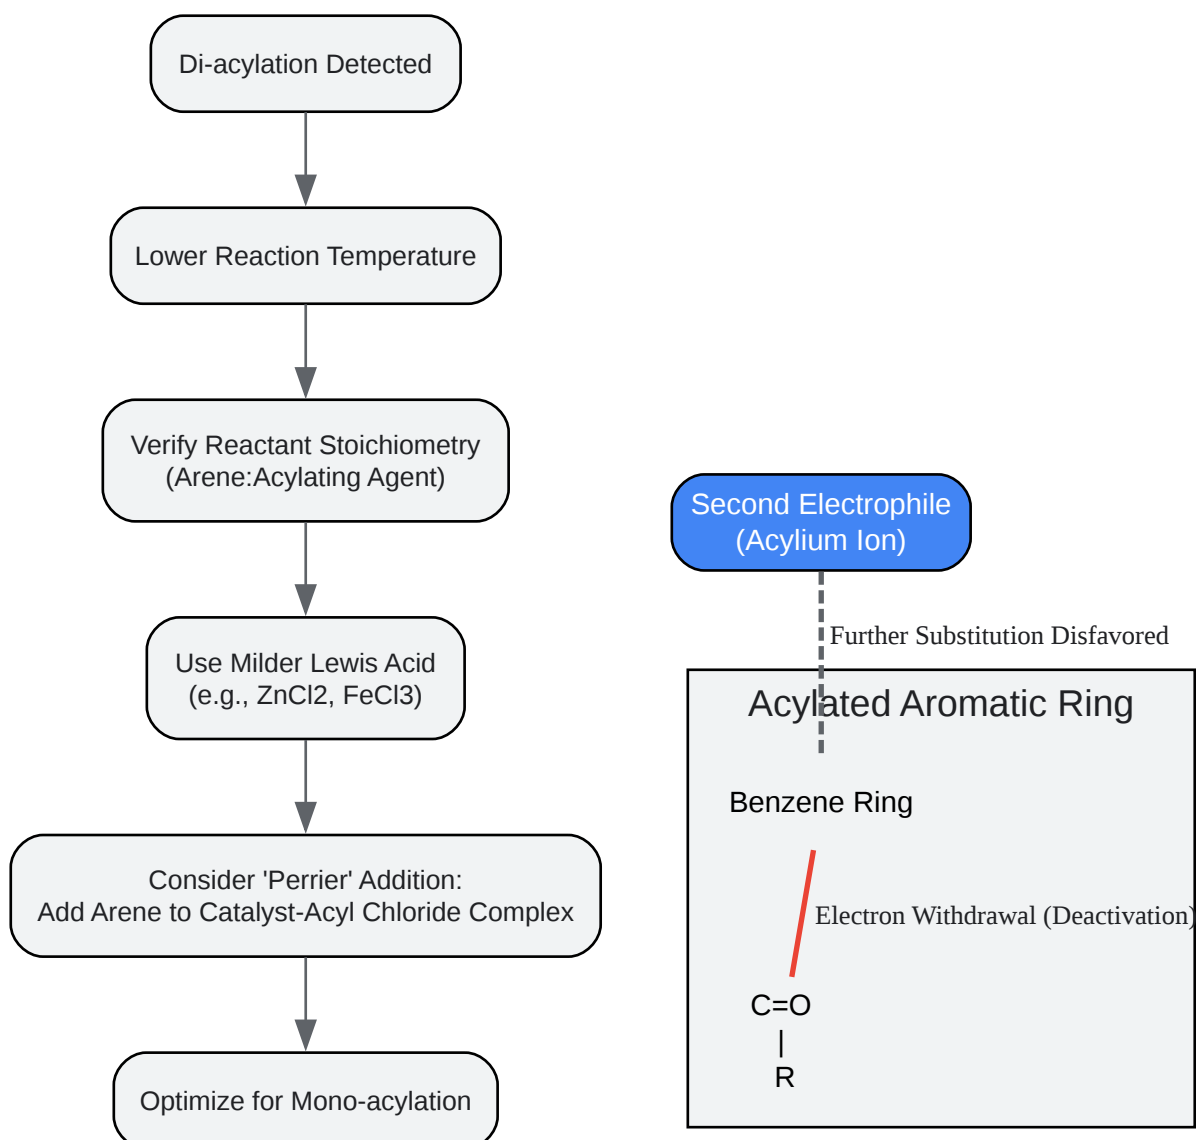 Di-acylation Detected
Lower Reaction Temperature
Verify Reactant Stoichiometry
(Arene:Acylating Agent)
Use Milder Lewis Acid
(e.g., ZnCl2, FeCl3)
Consider 'Perrier' Addition:
Add Arene to Catalyst-Acyl Chloride Complex
Optimize for Mono-acylation
Second Electrophile
(Acylium Ion)
Further Substitution Disfavored
Acylated Aromatic Ring
Benzene Ring
Electron Withdrawal (Deactivation)
C=O
|
R